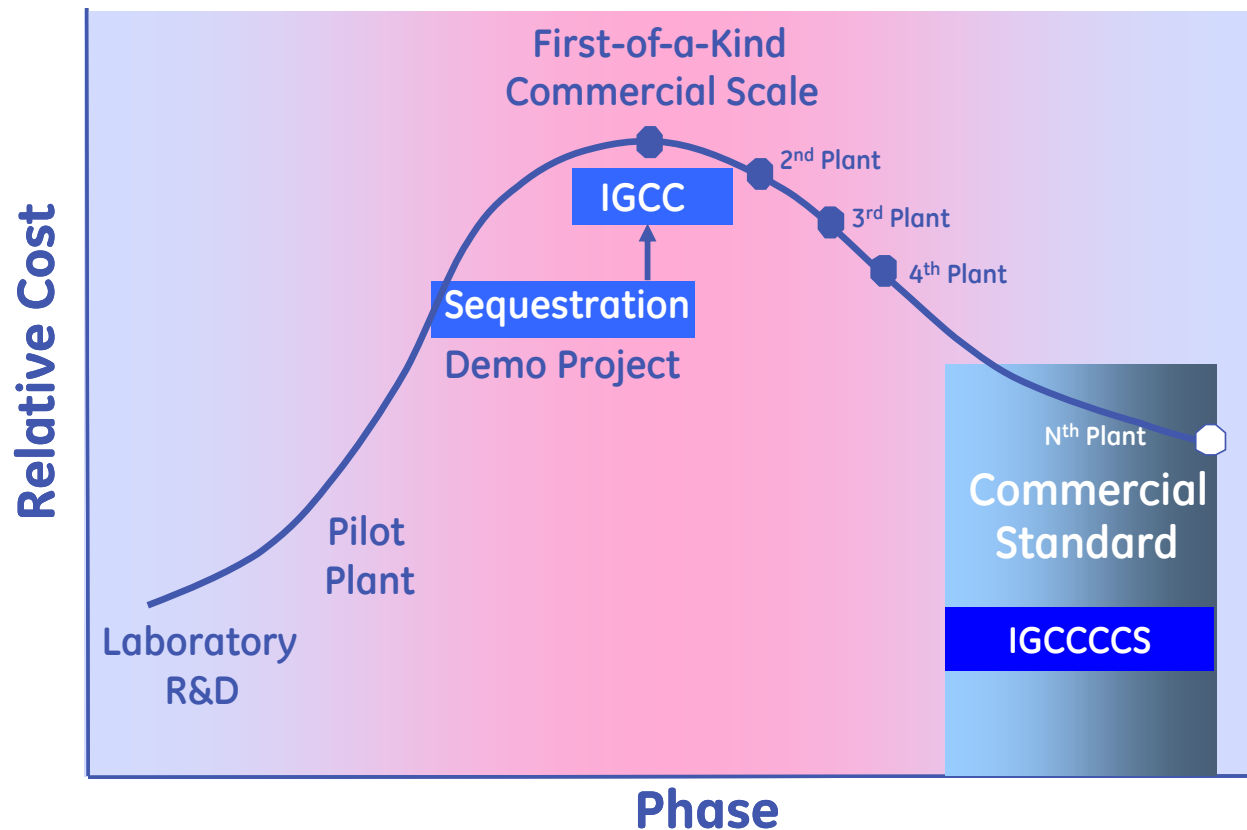 First-of-a-Kind
Commercial Scale
2nd Plant
IGCC
3rd Plant
4th Plant
Sequestration
Demo Project
Relative Cost
Nth Plant
Commercial
Standard
Pilot
Plant
IGCCCCS
Laboratory
R&D
Phase